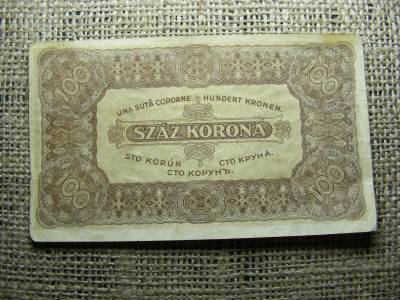 100 100
UNA SUTĂ COROANE. HUNDERT KRONEN.
SZÁZ KORONA
STO KORÚN СТО КРУНА.
СТО КОРУНЪ.
100 100